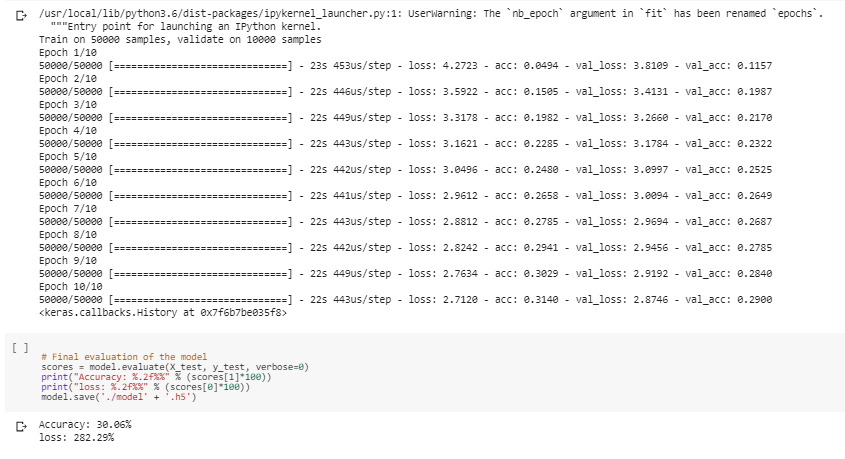 /usr/local/lib/python3.6/dist-packages/ipykernel_launcher.py:1: UserWarning: The `nb_epoch` argument in `fit` has been renamed `epochs`.
  """Entry point for launching an IPython kernel.
Train on 50000 samples, validate on 10000 samples
Epoch 1/10
50000/50000 [==============================] - 23s 453us/step - loss: 4.2723 - acc: 0.0494 - val_loss: 3.8109 - val_acc: 0.1157
Epoch 2/10
50000/50000 [==============================] - 22s 446us/step - loss: 3.5922 - acc: 0.1505 - val_loss: 3.4131 - val_acc: 0.1987
Epoch 3/10
50000/50000 [==============================] - 22s 449us/step - loss: 3.3178 - acc: 0.1982 - val_loss: 3.2660 - val_acc: 0.2170
Epoch 4/10
50000/50000 [==============================] - 22s 443us/step - loss: 3.1621 - acc: 0.2285 - val_loss: 3.1784 - val_acc: 0.2322
Epoch 5/10
50000/50000 [==============================] - 22s 442us/step - loss: 3.0496 - acc: 0.2480 - val_loss: 3.0997 - val_acc: 0.2525
Epoch 6/10
50000/50000 [==============================] - 22s 441us/step - loss: 2.9612 - acc: 0.2658 - val_loss: 3.0094 - val_acc: 0.2649
Epoch 7/10
50000/50000 [==============================] - 22s 443us/step - loss: 2.8812 - acc: 0.2785 - val_loss: 2.9694 - val_acc: 0.2687
Epoch 8/10
50000/50000 [==============================] - 22s 442us/step - loss: 2.8242 - acc: 0.2941 - val_loss: 2.9456 - val_acc: 0.2785
Epoch 9/10
50000/50000 [==============================] - 22s 449us/step - loss: 2.7634 - acc: 0.3029 - val_loss: 2.9192 - val_acc: 0.2840
Epoch 10/10
50000/50000 [==============================] - 22s 443us/step - loss: 2.7120 - acc: 0.3140 - val_loss: 2.8746 - val_acc: 0.2900
<keras.callbacks.History at 0x7f6b7be035f8>
[ ]
# Final evaluation of the model
scores = model.evaluate(X_test, y_test, verbose=0)
print("Accuracy: %.2f%%" % (scores[1]*100))
print("loss: %.2f%%" % (scores[0]*100))
model.save('./model' + '.h5')
Accuracy: 30.06%
loss: 282.29%